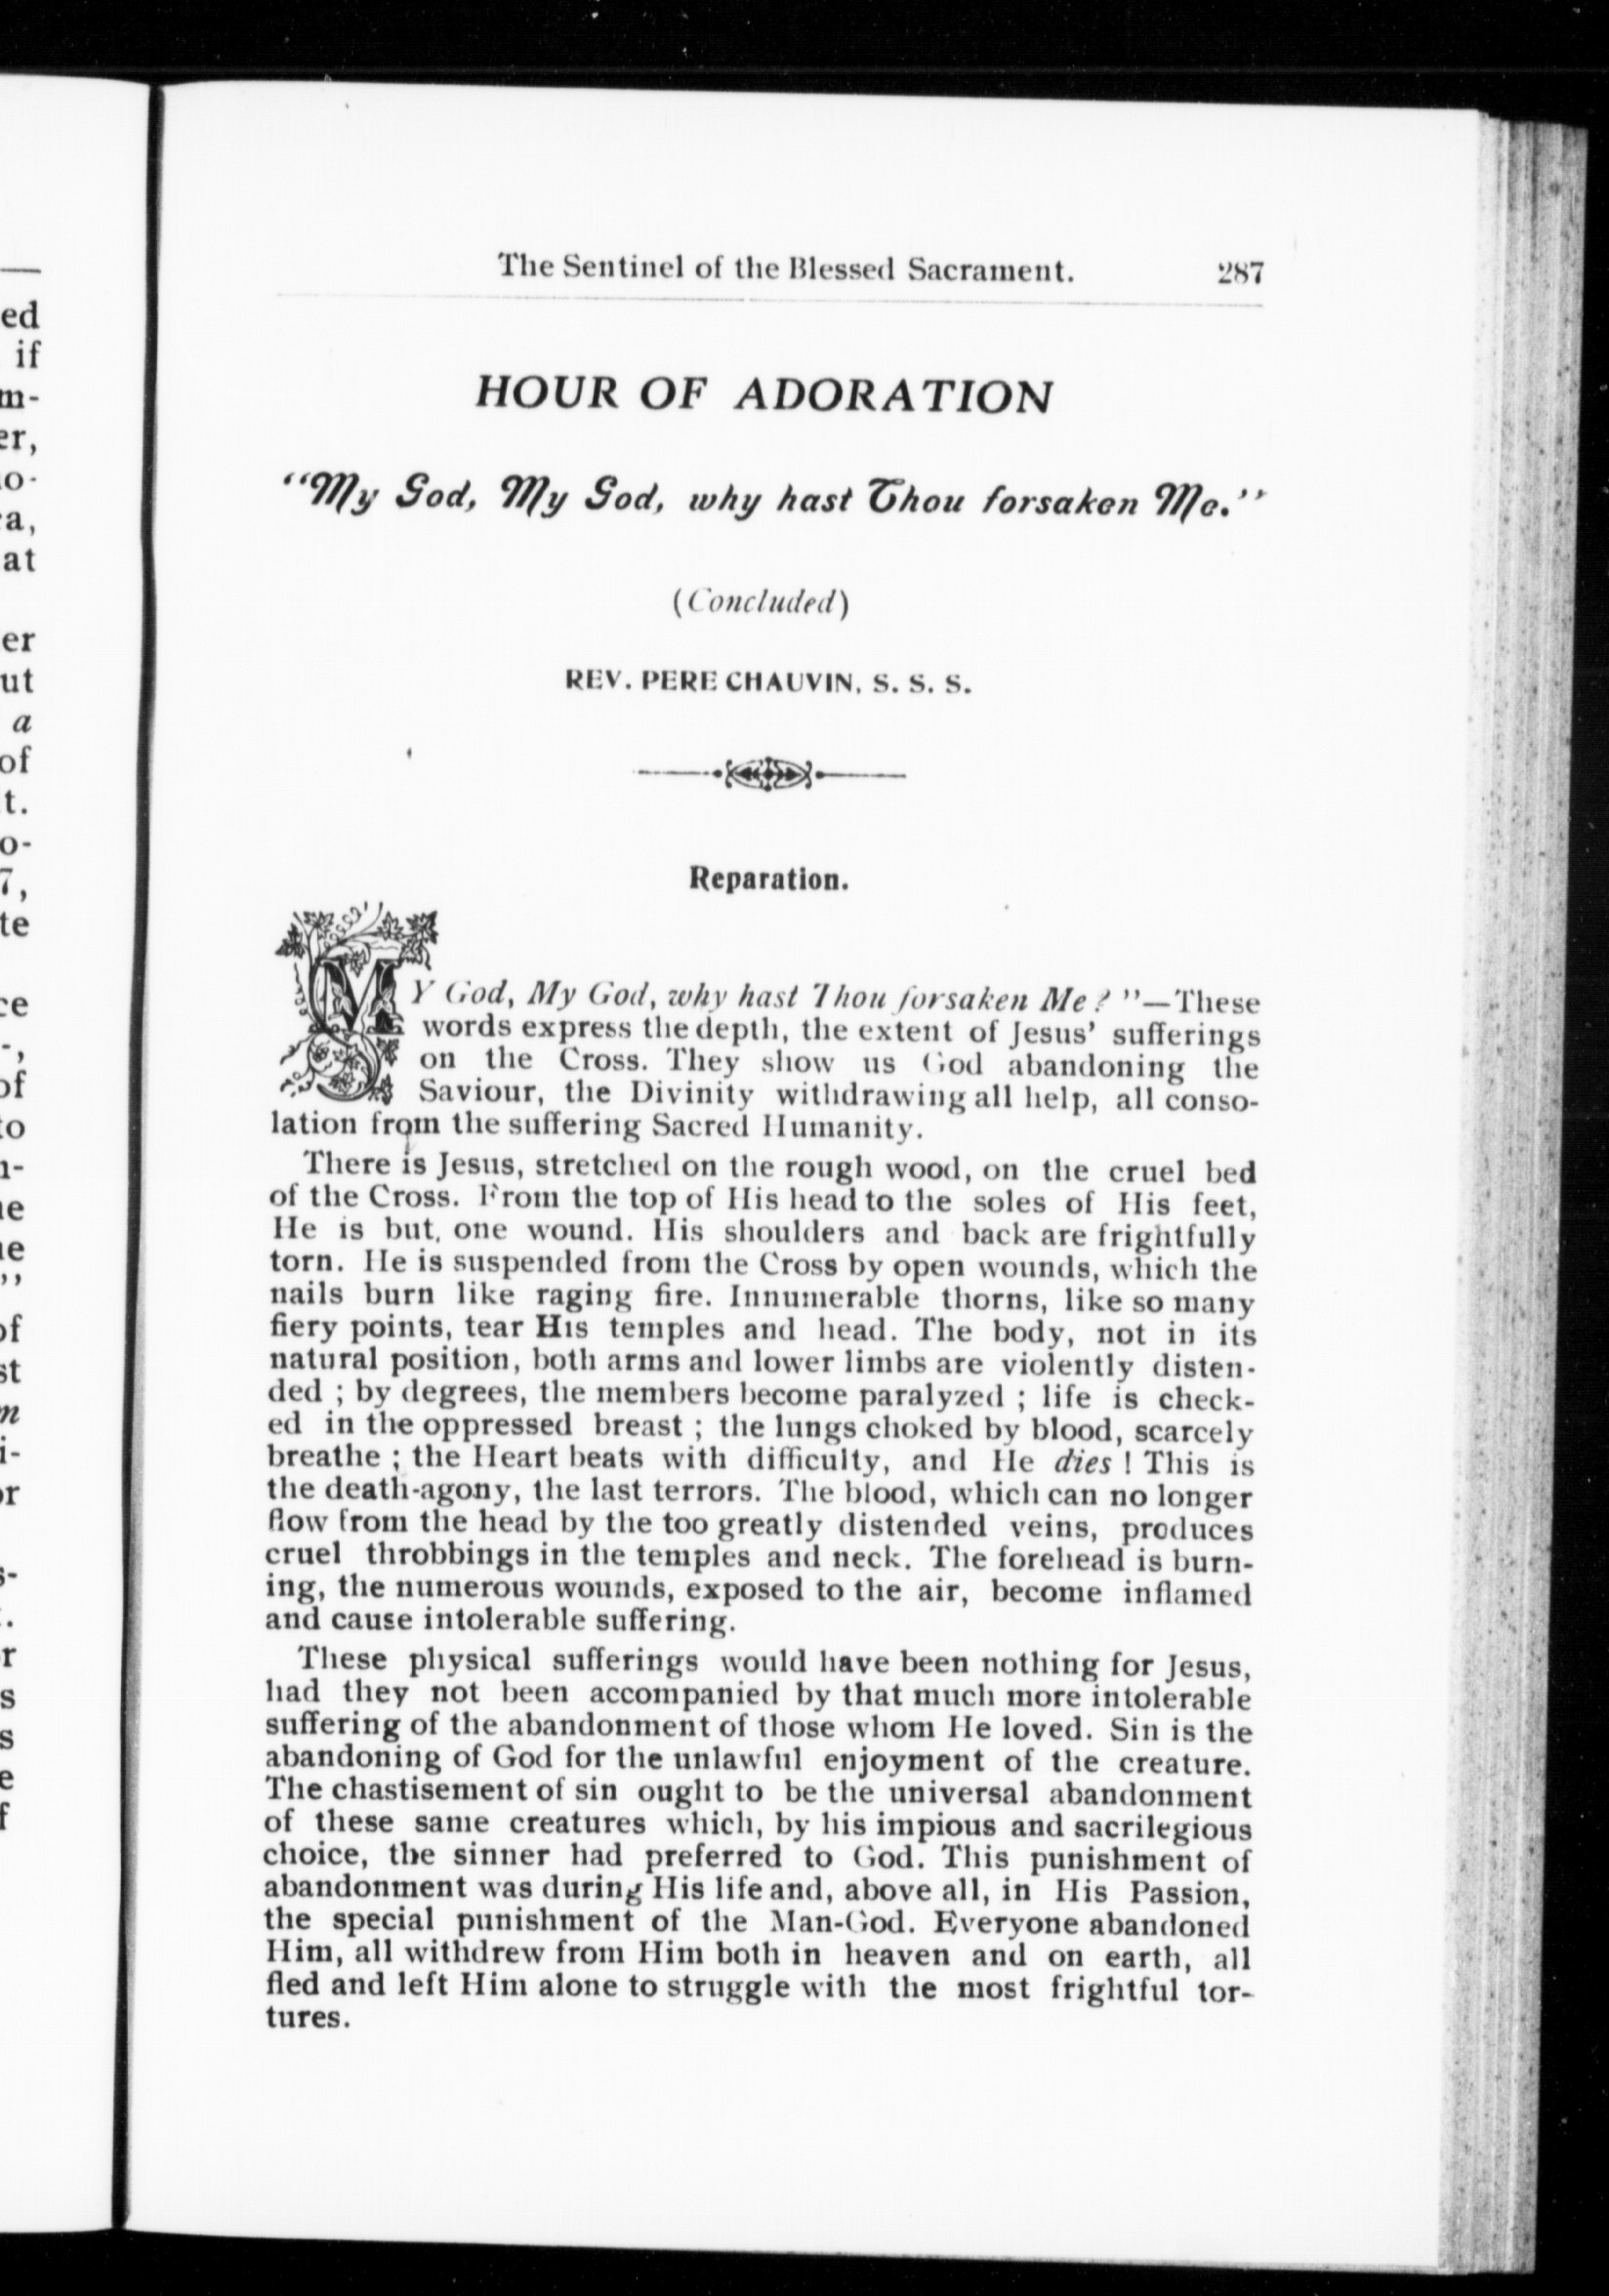 The Sentinel of the Blessed Sacrament. 287
HOUR OF ADORATION
“My God, My God, why hast Thou forsaken Me.”
(Concluded)
REV. PERE CHAUVIN, S. S. S.
Reparation.
MY God, My God, why hast Thou forsaken Me? ”—These
words express the depth, the extent of Jesus’ sufferings
on the Cross. They show us God abandoning the
Saviour, the Divinity withdrawing all help, all conso-
lation from the suffering Sacred Humanity.
There is Jesus, stretched on the rough wood, on the cruel bed
of the Cross. From the top of His head to the soles of His feet,
He is but, one wound. His shoulders and back are frightfully
torn. He is suspended from the Cross by open wounds, which the
nails burn like raging fire. Innumerable thorns, like so many
fiery points, tear His temples and head. The body, not in its
natural position, both arms and lower limbs are violently disten-
ded ; by degrees, the members become paralyzed ; life is check-
ed in the oppressed breast ; the lungs choked by blood, scarcely
breathe ; the Heart beats with difficulty, and He dies ! This is
the death-agony, the last terrors. The blood, which can no longer
flow from the head by the too greatly distended veins, produces
cruel throbbings in the temples and neck. The forehead is burn-
ing, the numerous wounds, exposed to the air, become inflamed
and cause intolerable suffering.
These physical sufferings would have been nothing for Jesus,
had they not been accompanied by that much more intolerable
suffering of the abandonment of those whom He loved. Sin is the
abandoning of God for the unlawful enjoyment of the creature.
The chastisement of sin ought to be the universal abandonment
of these same creatures which, by his impious and sacrilegious
choice, the sinner had preferred to God. This punishment of
abandonment was during His life and, above all, in His Passion,
the special punishment of the Man-God. Everyone abandoned
Him, all withdrew from Him both in heaven and on earth, all
fled and left Him alone to struggle with the most frightful tor-
tures.